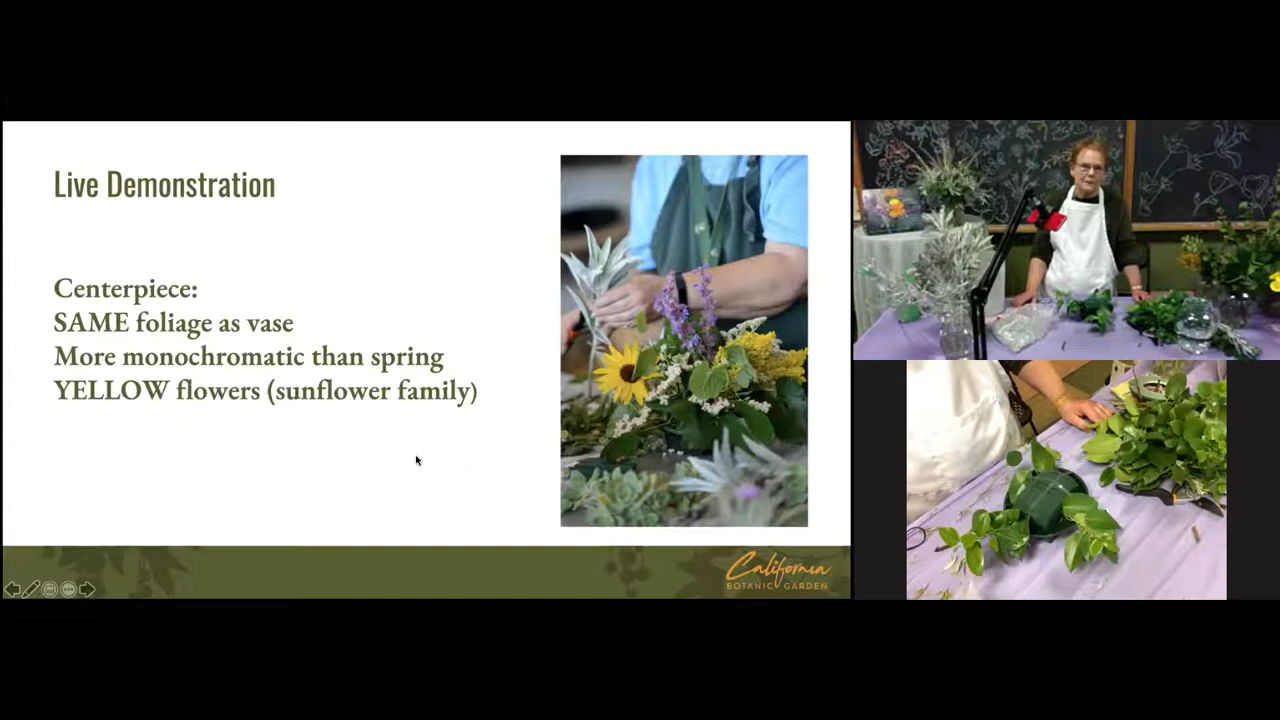 Live Demonstration
Centerpiece:
SAME foliage as vase
More monochromatic than spring
YELLOW flowers (sunflower family)
California
BOTANIC GARDEN